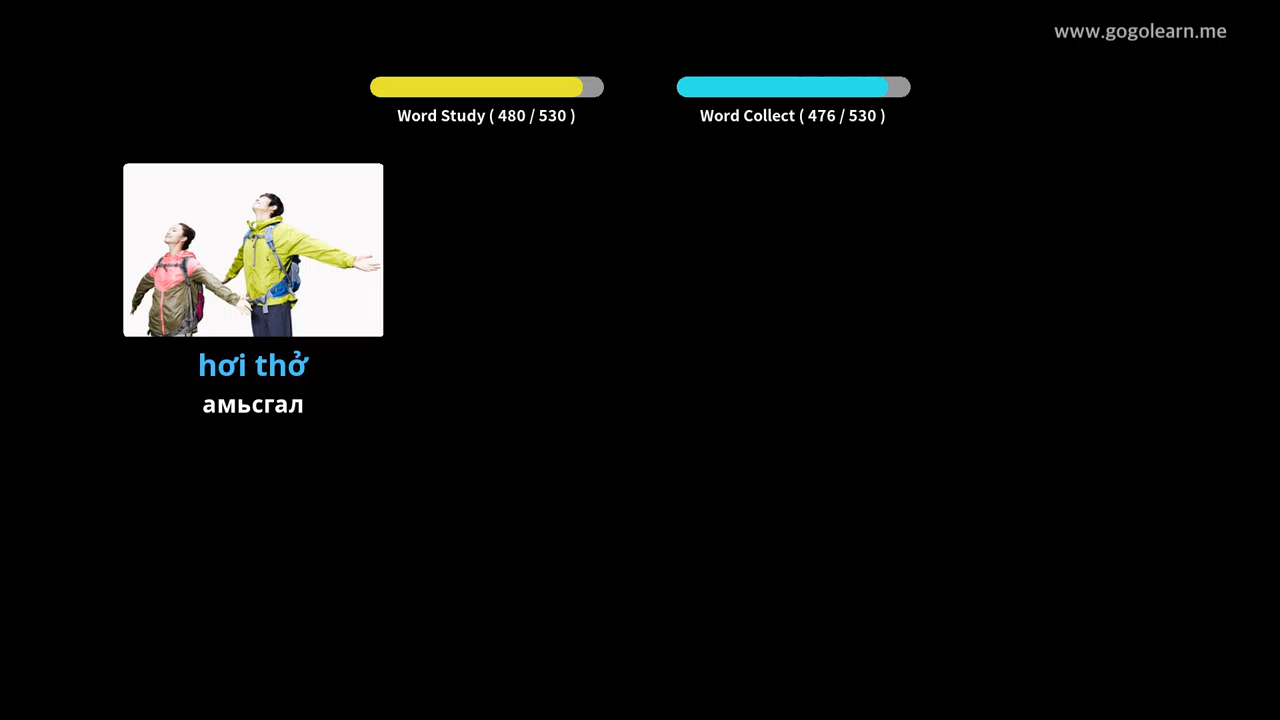 www.gogolearn.me
Word Study ( 480 / 530 )
Word Collect ( 476 / 530 )
hơi thở
амьсгал